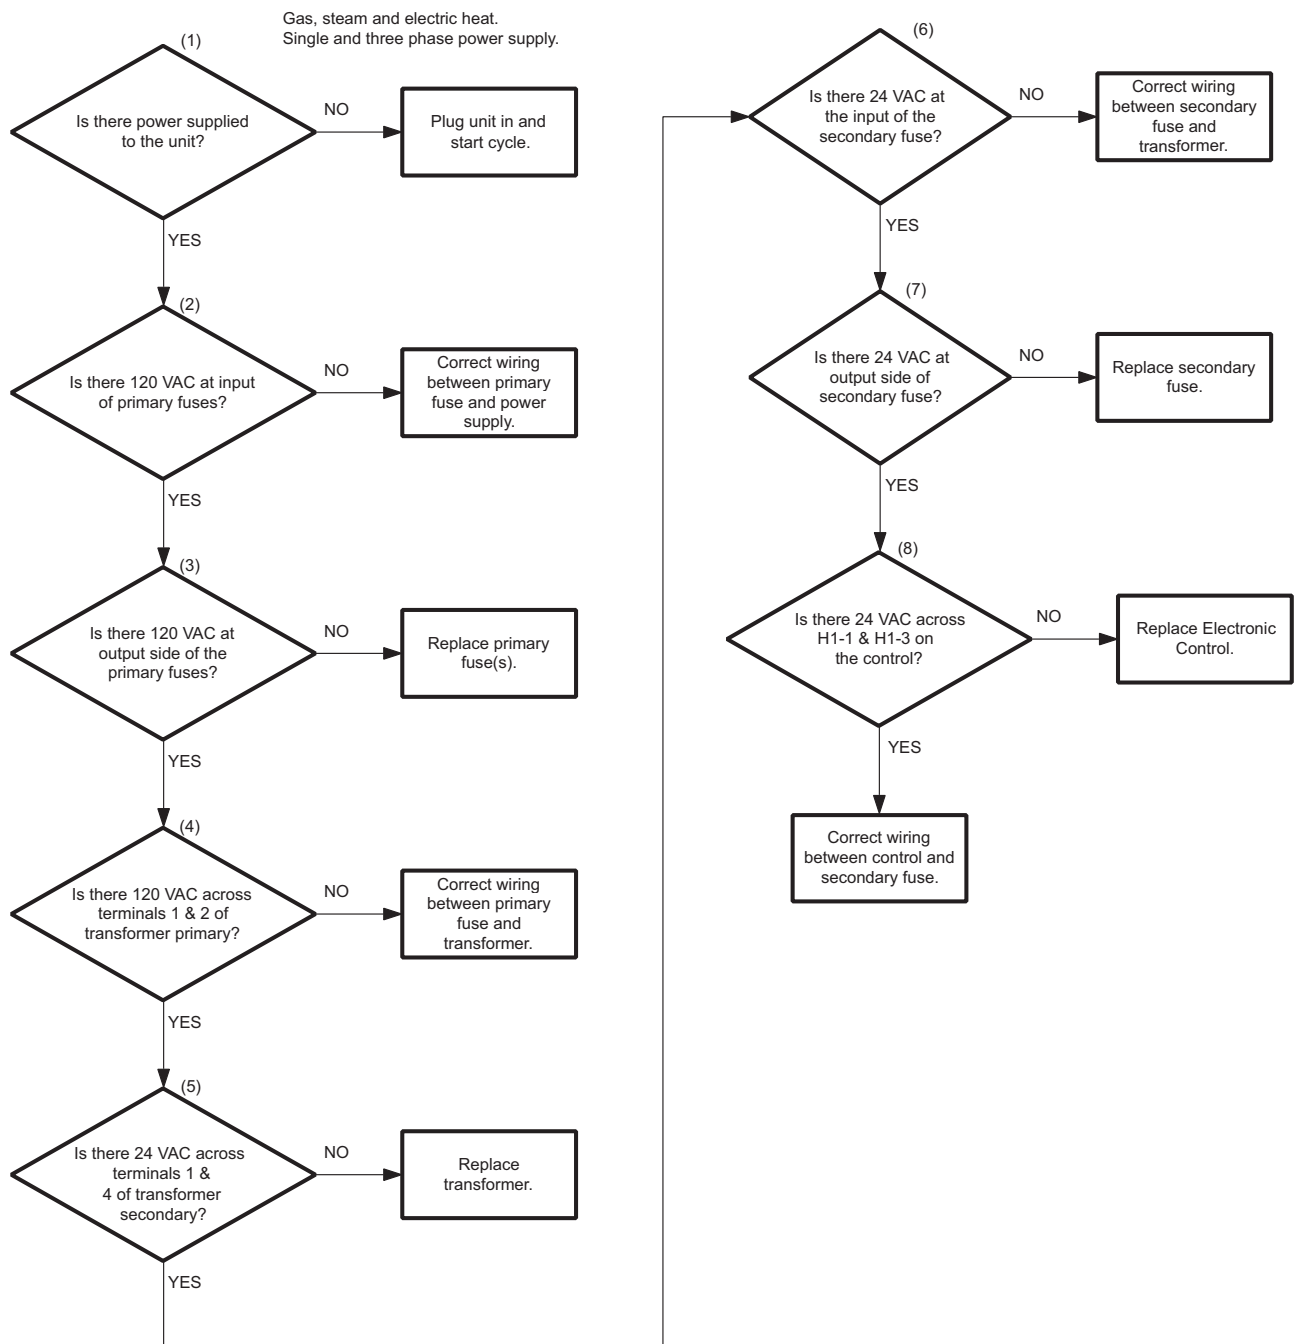 Gas, steam and electric heat.
Single and three phase power supply.
(1)
Is there power supplied
to the unit?
NO
Plug unit in and
start cycle.
YES
(2)
Is there 120 VAC at input
of primary fuses?
NO
Correct wiring
between primary
fuse and power
supply.
YES
(3)
Is there 120 VAC at
output side of the
primary fuses?
NO
Replace primary
fuse(s).
YES
(4)
Is there 120 VAC across
terminals 1 & 2 of
transformer primary?
NO
Correct wiring
between primary
fuse and
transformer.
YES
(5)
Is there 24 VAC across
terminals 1 &
4 of transformer
secondary?
NO
Replace
transformer.
YES
(6)
Is there 24 VAC at
the input of the
secondary fuse?
NO
Correct wiring
between secondary
fuse and
transformer.
YES
(7)
Is there 24 VAC at
output side of
secondary fuse?
NO
Replace secondary
fuse.
YES
(8)
Is there 24 VAC across
H1-1 & H1-3 on
the control?
NO
Replace Electronic
Control.
YES
Correct wiring
between control and
secondary fuse.